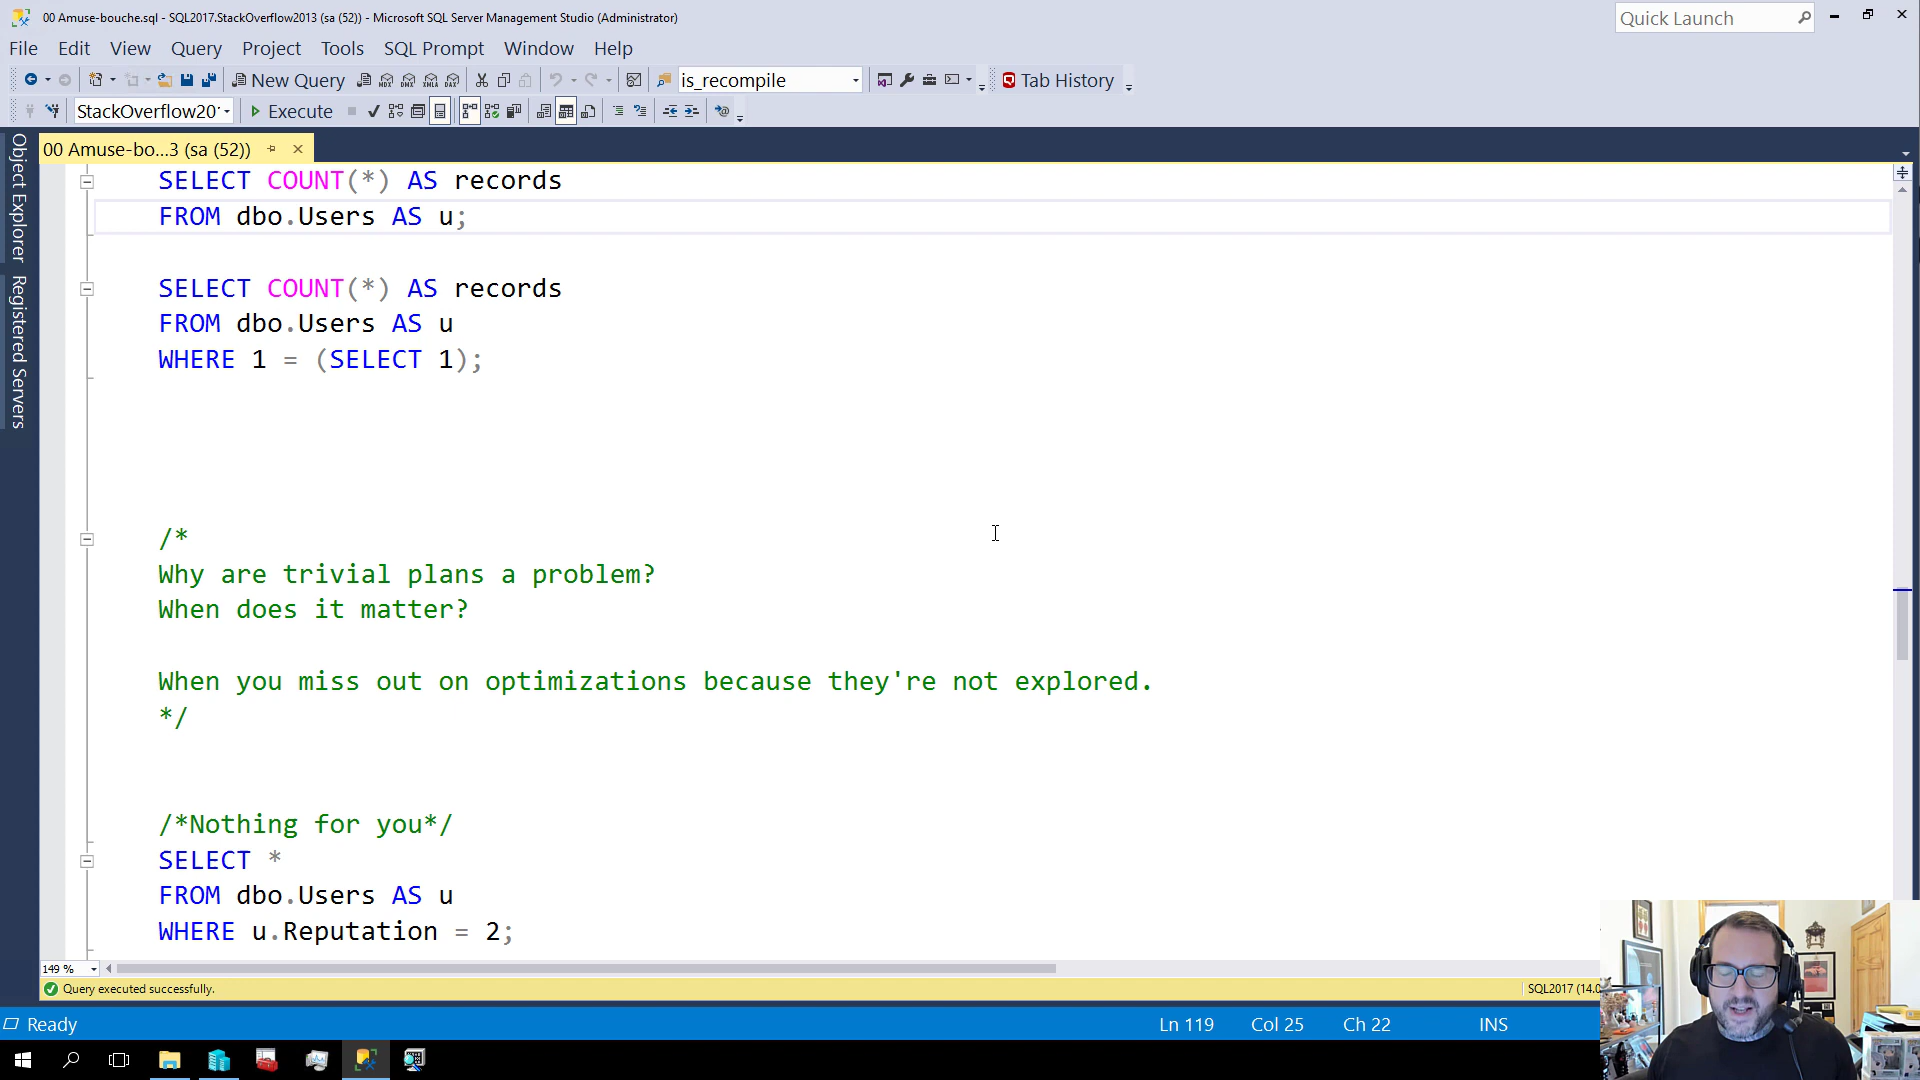 00 Amuse-bouche.sql - SQL2017.StackOverflow2013 (sa (52)) - Microsoft SQL Server Management Studio (Administrator)
Quick Launch
File Edit View Query Project Tools SQL Prompt Window Help
New Query
is_recompile
Tab History
StackOverflow20
Execute
00 Amuse-bo...3 (sa (52))
Object Explorer
Registered Servers
SELECT COUNT(*) AS records
FROM dbo.Users AS u;
SELECT COUNT(*) AS records
FROM dbo.Users AS u
WHERE 1 = (SELECT 1);
/*
Why are trivial plans a problem?
When does it matter?
When you miss out on optimizations because they're not explored.
*/
/*Nothing for you*/
SELECT *
FROM dbo.Users AS u
WHERE u.Reputation = 2;
149 %
Query executed successfully.
SQL2017 (14.0
Ready
Ln 119
Col 25
Ch 22
INS